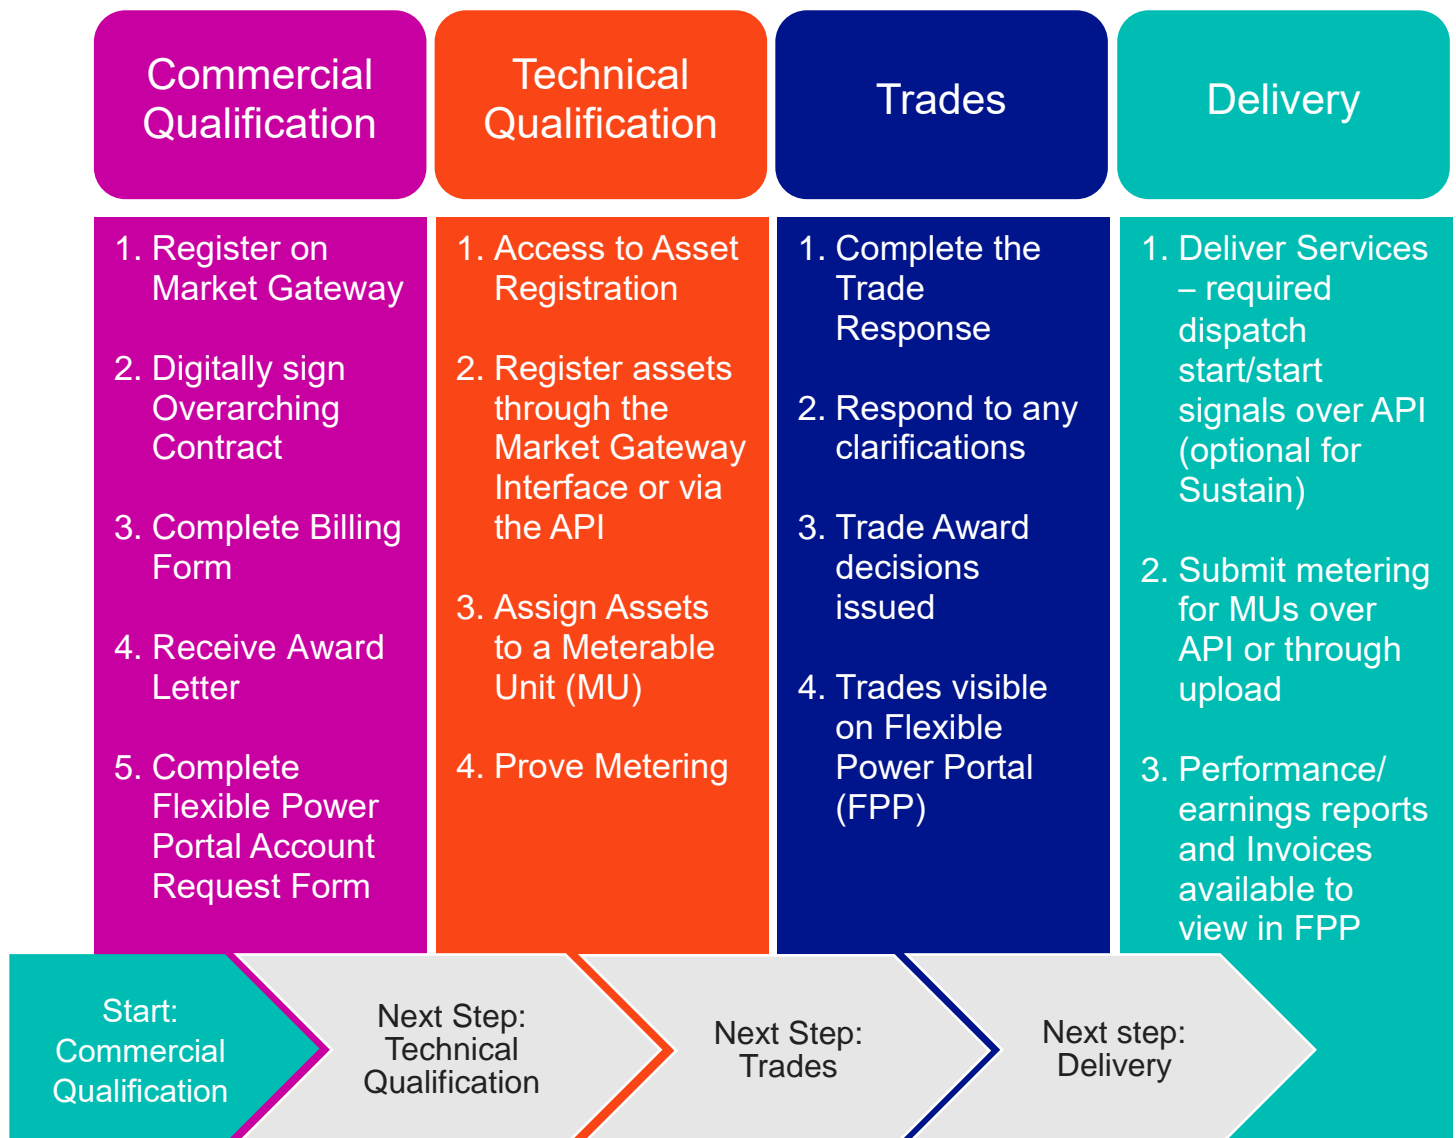 Commercial
Qualification
Technical
Qualification
Trades
Delivery
1. Register on
Market Gateway
2. Digitally sign
Overarching
Contract
3. Complete Billing
Form
4. Receive Award
Letter
5. Complete
Flexible Power
Portal Account
Request Form
1. Access to Asset
Registration
2. Register assets
through the
Market Gateway
Interface or via
the API
3. Assign Assets
to a Meterable
Unit (MU)
4. Prove Metering
1. Complete the
Trade
Response
2. Respond to any
clarifications
3. Trade Award
decisions
issued
4. Trades visible
on Flexible
Power Portal
(FPP)
1. Deliver Services
– required
dispatch
start/start
signals over API
(optional for
Sustain)
2. Submit metering
for MUs over
API or through
upload
3. Performance/
earnings reports
and Invoices
available to
view in FPP
Start:
Commercial
Qualification
Next Step:
Technical
Qualification
Next Step:
Trades
Next step:
Delivery